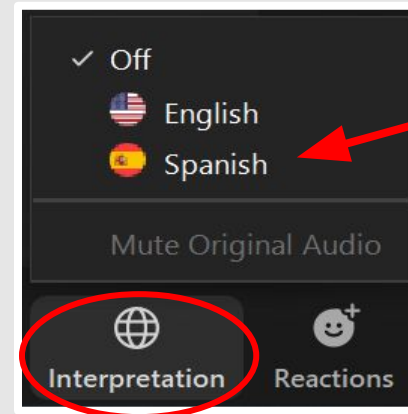 Off
English
Spanish
Mute Original Audio
Interpretation
Reactions